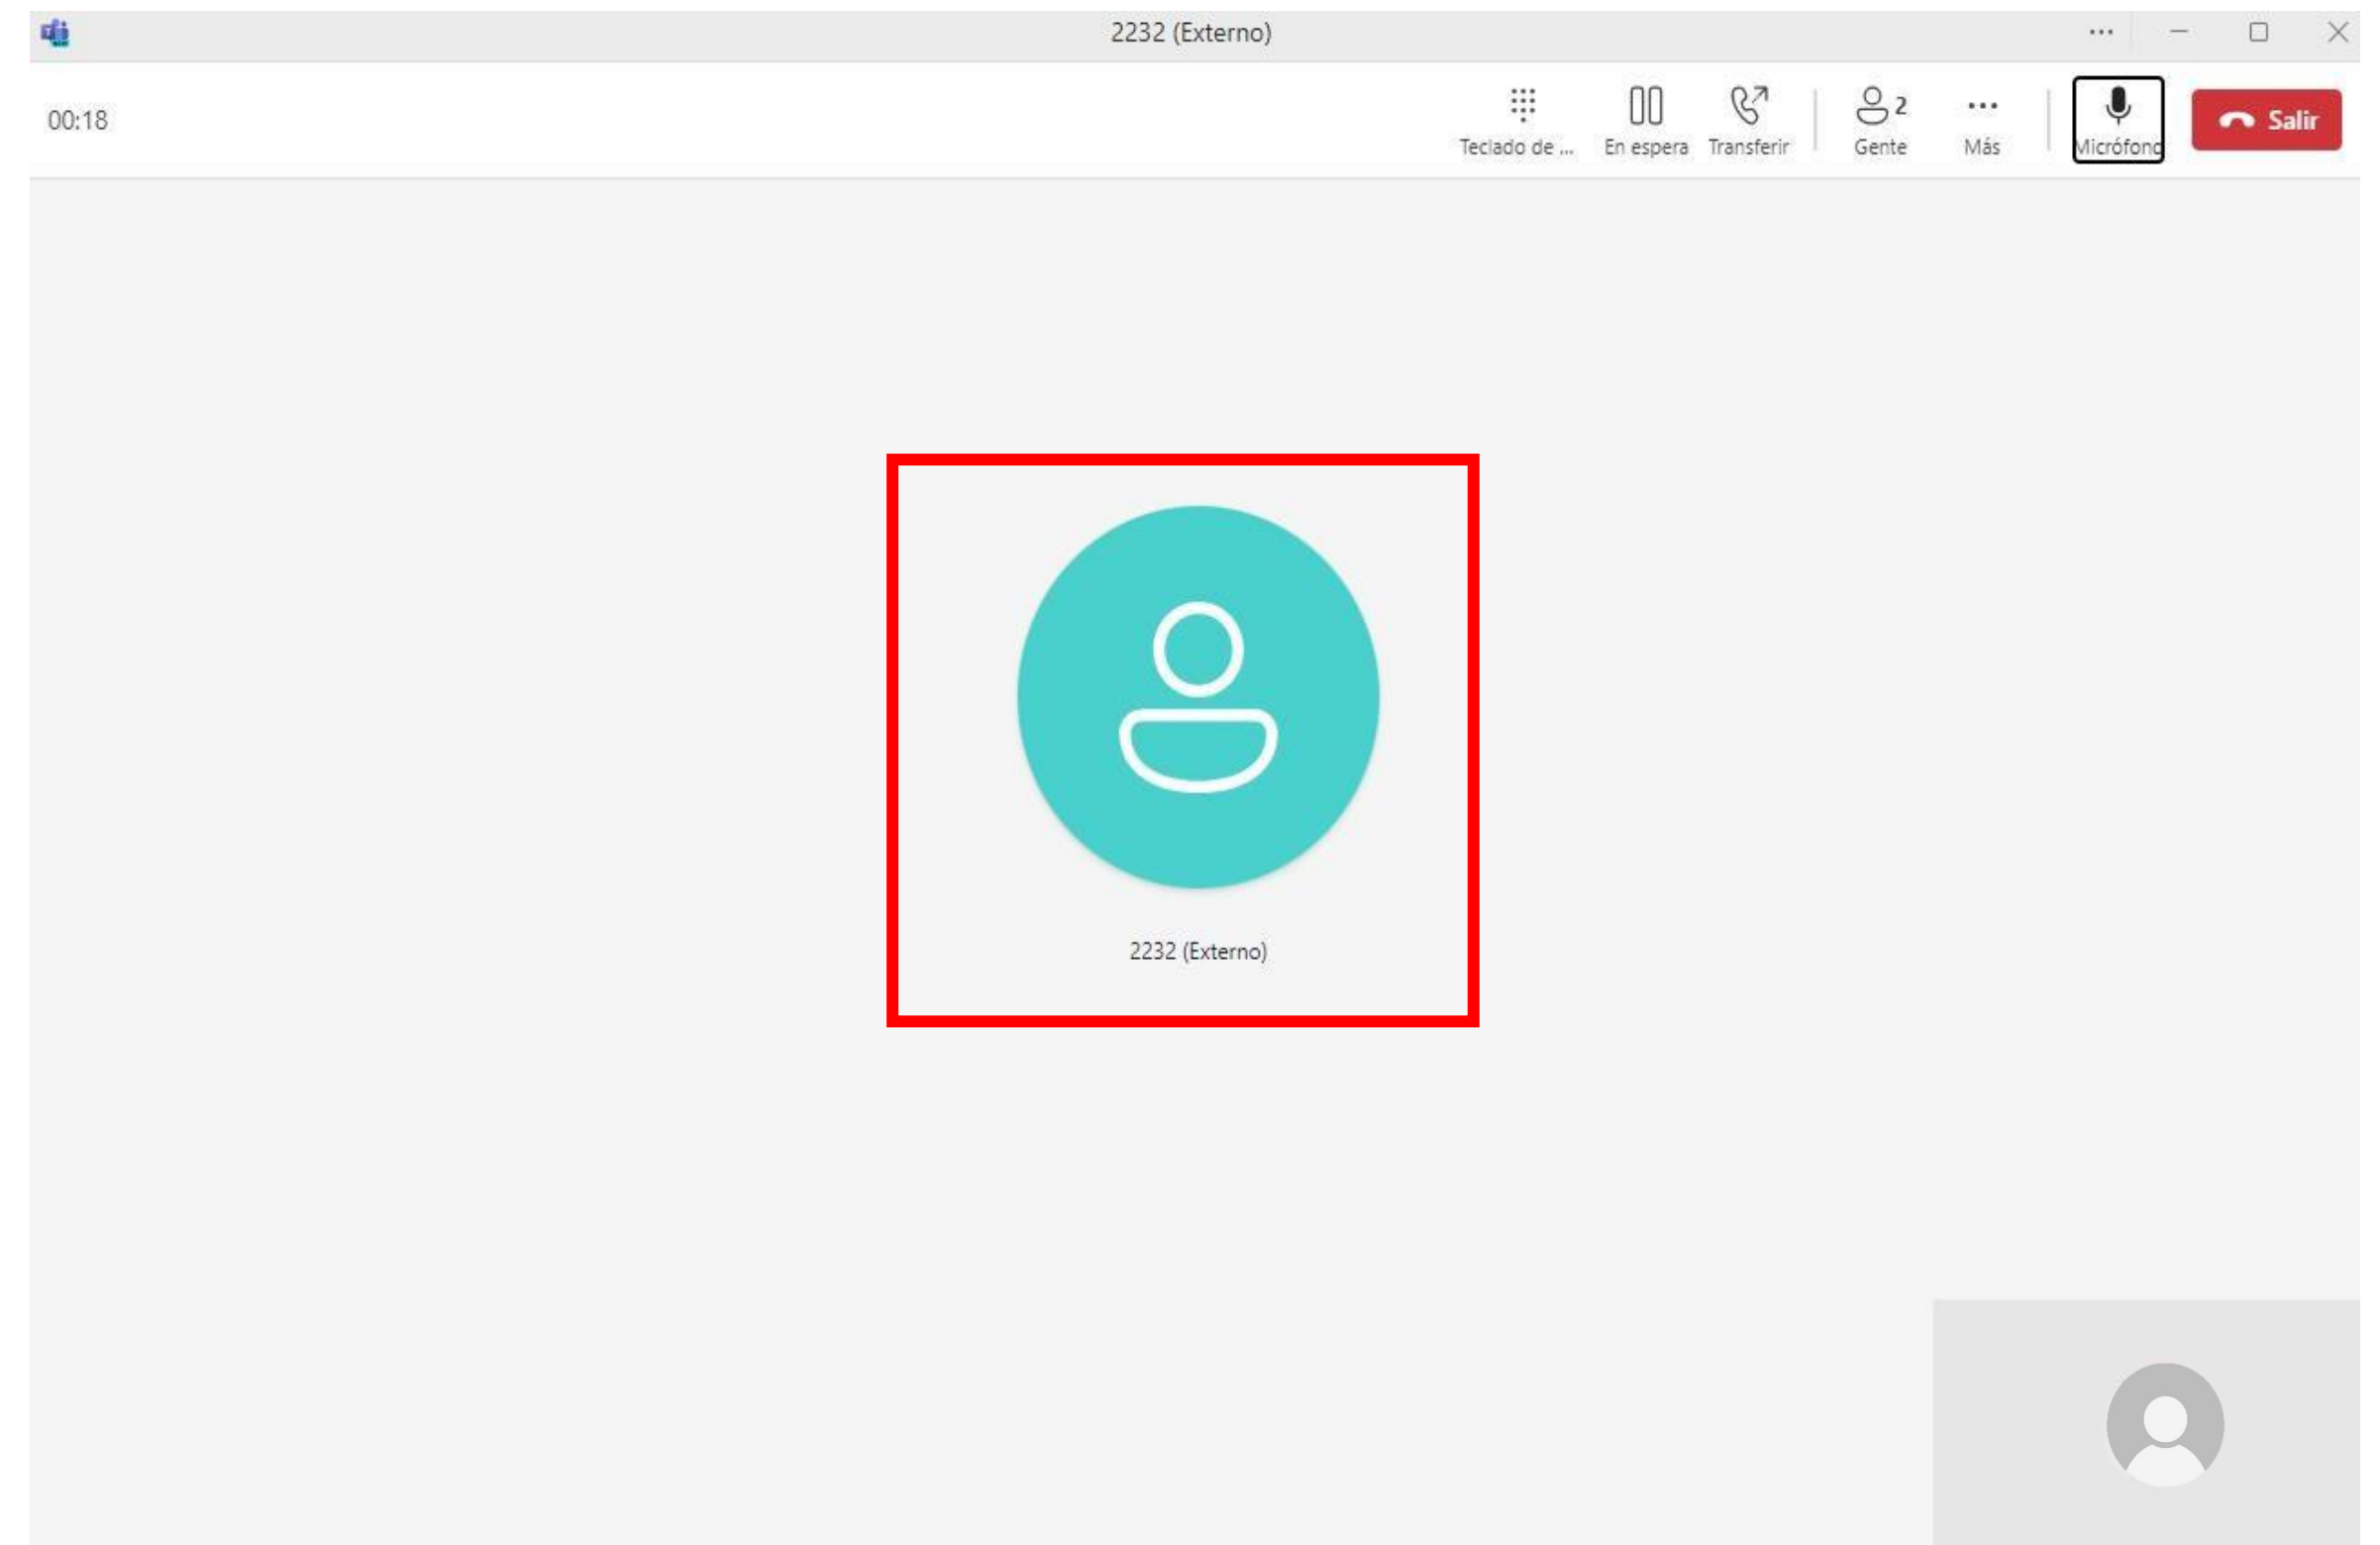 2232 (Externo)
00:18
Teclado de ...
En espera
Transferir
2
Gente
Más
Micrófono
Salir
2232 (Externo)